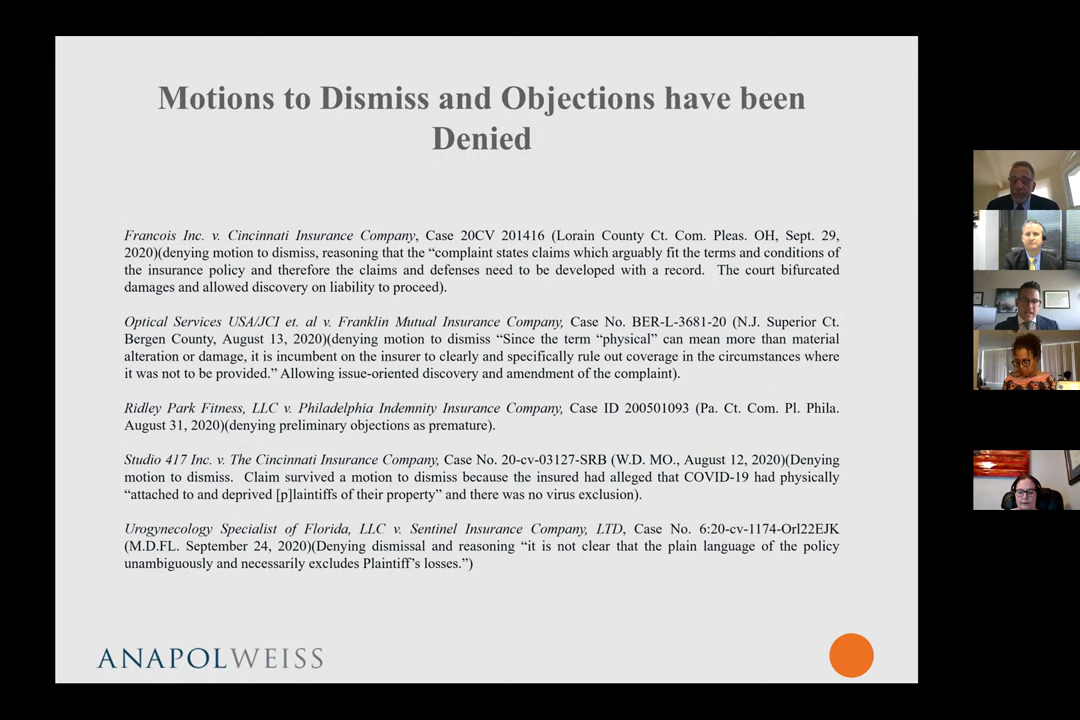 Motions to Dismiss and Objections have been
Denied
Francois Inc. v. Cincinnati Insurance Company, Case 20CV 201416 (Lorain County Ct. Com. Pleas. OH, Sept. 29,
2020)(denying motion to dismiss, reasoning that the “complaint states claims which arguably fit the terms and conditions of
the insurance policy and therefore the claims and defenses need to be developed with a record. The court bifurcated
damages and allowed discovery on liability to proceed).
Optical Services USA/JCI et. al v. Franklin Mutual Insurance Company, Case No. BER-L-3681-20 (N.J. Superior Ct.
Bergen County, August 13, 2020)(denying motion to dismiss “Since the term “physical” can mean more than material
alteration or damage, it is incumbent on the insurer to clearly and specifically rule out coverage in the circumstances where
it was not to be provided.” Allowing issue-oriented discovery and amendment of the complaint).
Ridley Park Fitness, LLC v. Philadelphia Indemnity Insurance Company, Case ID 200501093 (Pa. Ct. Com. Pl. Phila.
August 31, 2020)(denying preliminary objections as premature).
Studio 417 Inc. v. The Cincinnati Insurance Company, Case No. 20-cv-03127-SRB (W.D. MO., August 12, 2020)(Denying
motion to dismiss. Claim survived a motion to dismiss because the insured had alleged that COVID-19 had physically
“attached to and deprived [p]laintiffs of their property” and there was no virus exclusion).
Urogynecology Specialist of Florida, LLC v. Sentinel Insurance Company, LTD, Case No. 6:20-cv-1174-Orl22EJK
(M.D.FL. September 24, 2020)(Denying dismissal and reasoning “it is not clear that the plain language of the policy
unambiguously and necessarily excludes Plaintiff’s losses.”)
ANAPOLWEISS